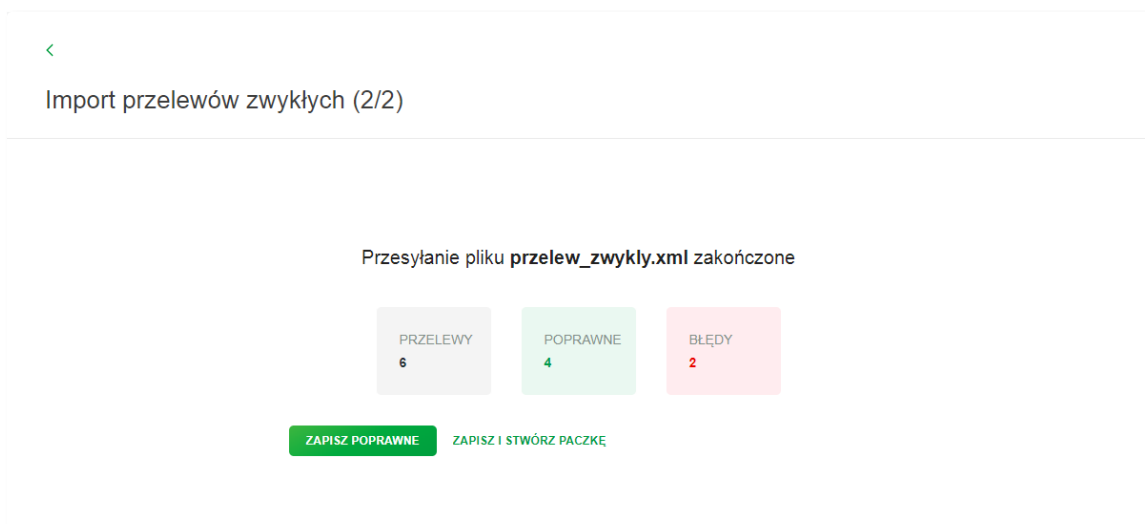 Import przelewów zwykłych (2/2)
Przesyłanie pliku przelew_zwykly.xml zakończone
PRZELEWY
6
POPRAWNE
4
BŁĘDY
2
ZAPISZ POPRAWNE
ZAPISZ I STWÓRZ PACZKĘ